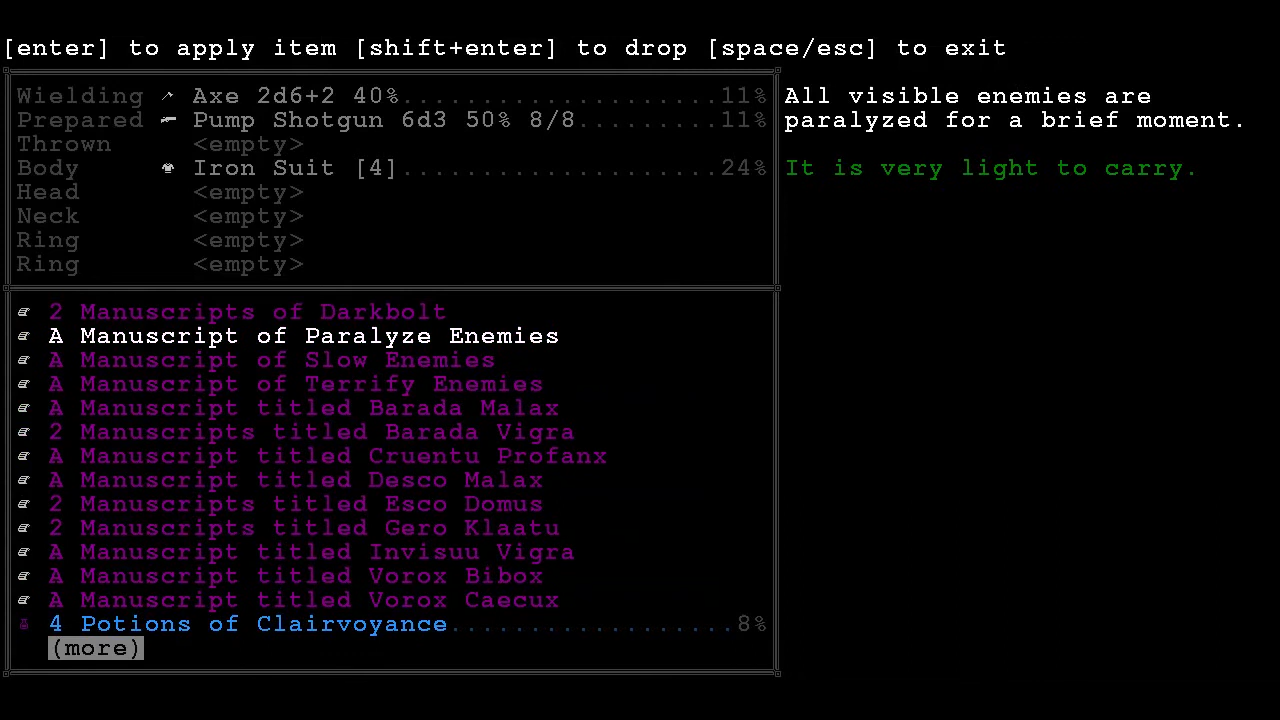 [enter] to apply item [shift+enter] to drop [space/esc] to exit
Wielding Axe 2d6+2 40%.....................11%
Prepared Pump Shotgun 6d3 50% 8/8..........11%
Thrown <empty>
Body Iron Suit [4].....................24%
Head <empty>
Neck <empty>
Ring <empty>
Ring <empty>
All visible enemies are
paralyzed for a brief moment.
It is very light to carry.
2 Manuscripts of Darkbolt
A Manuscript of Paralyze Enemies
A Manuscript of Slow Enemies
A Manuscript of Terrify Enemies
A Manuscript titled Barada Malax
2 Manuscripts titled Barada Vigra
A Manuscript titled Cruentu Profanx
A Manuscript titled Desco Malax
2 Manuscripts titled Esco Domus
2 Manuscripts titled Gero Klaatu
A Manuscript titled Invisuu Vigra
A Manuscript titled Vorox Bibox
A Manuscript titled Vorox Caecux
4 Potions of Clairvoyance..................8%
(more)